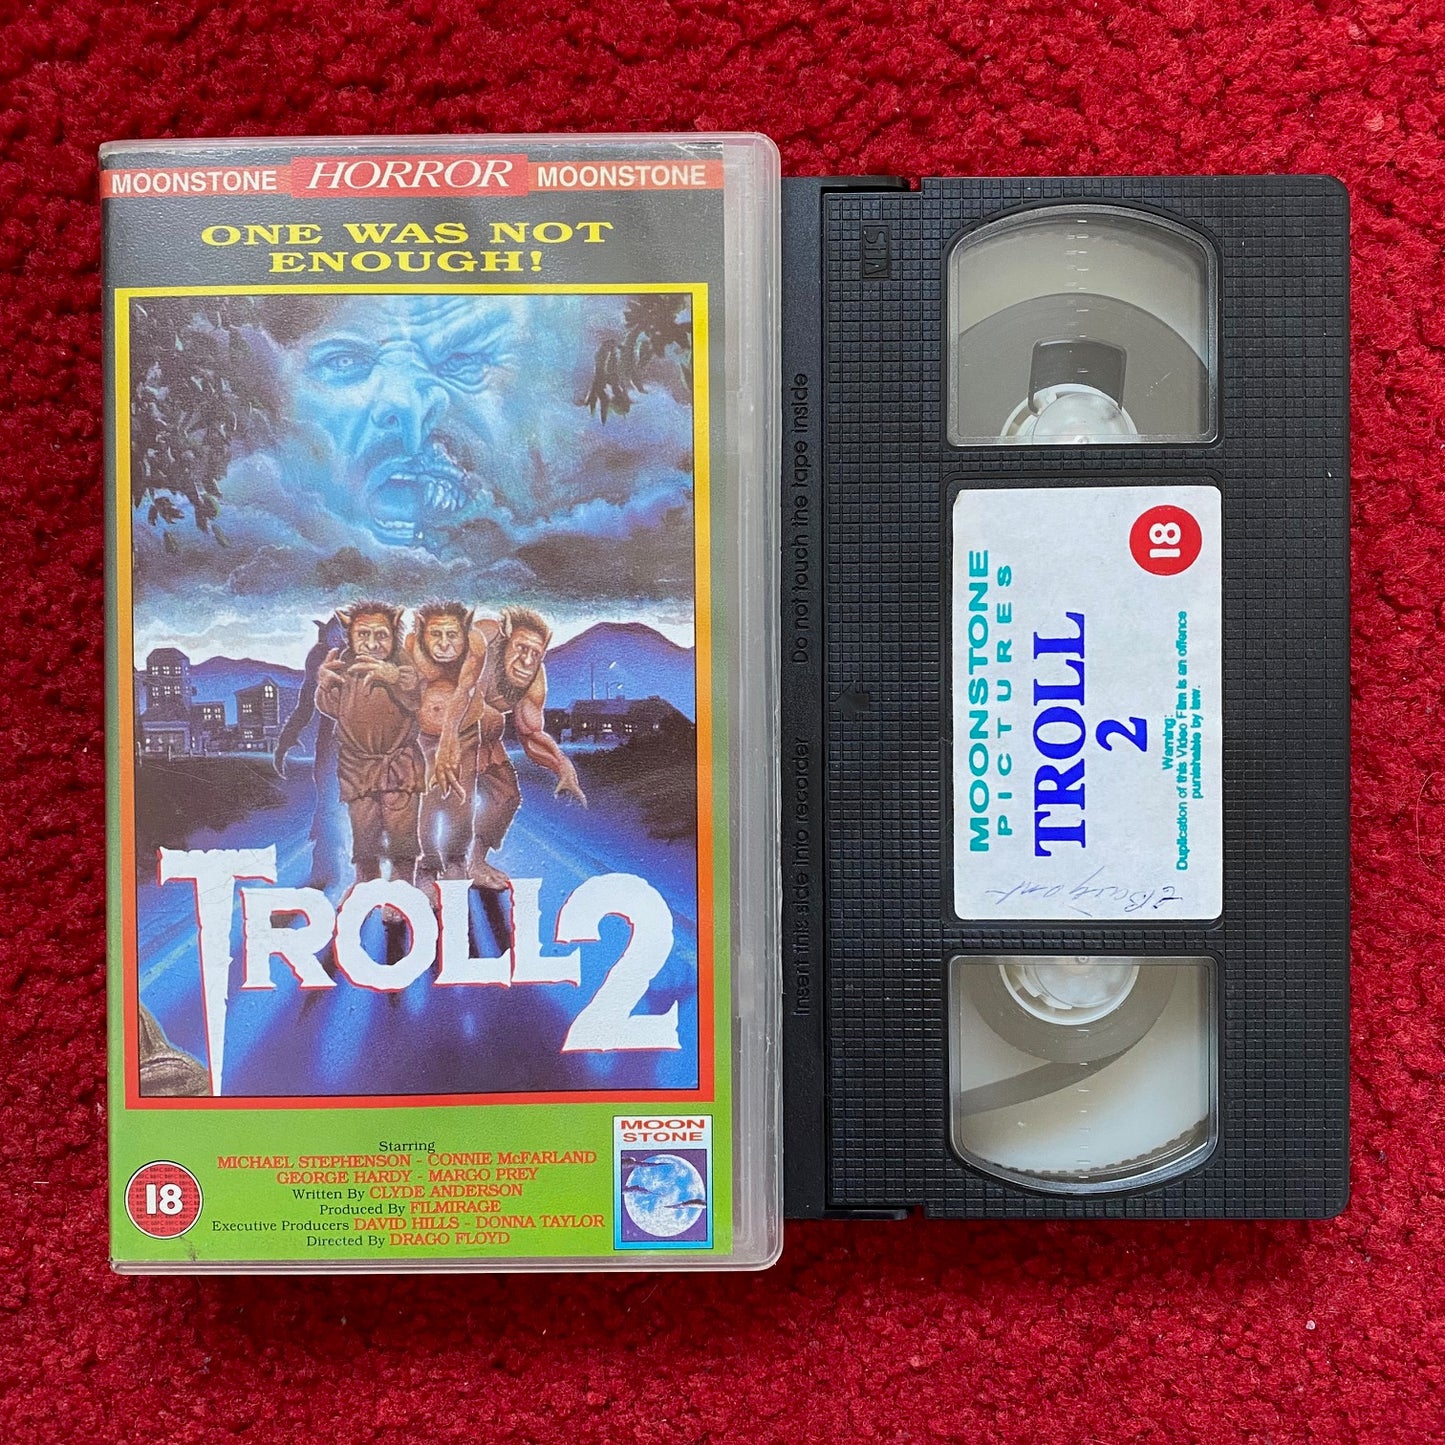 MOONSTONE HORROR MOONSTONE
ONE WAS NOT
ENOUGH!
TROLL 2
Starring
MICHAEL STEPHENSON - CONNIE McFARLAND
GEORGE HARDY - MARGO PREY
Written By CLYDE ANDERSON
Produced By FILMIRAGE
Executive Producers DAVID HILLS - DONNA TAYLOR
Directed By DRAGO FLOYD
18
MOON
STONE
Do not touch the tape inside
Insert this side into recorder
MOONSTONE
PICTURES
TROLL
2
Warning:
Duplication of this Video Film is an offence
punishable by law.
18